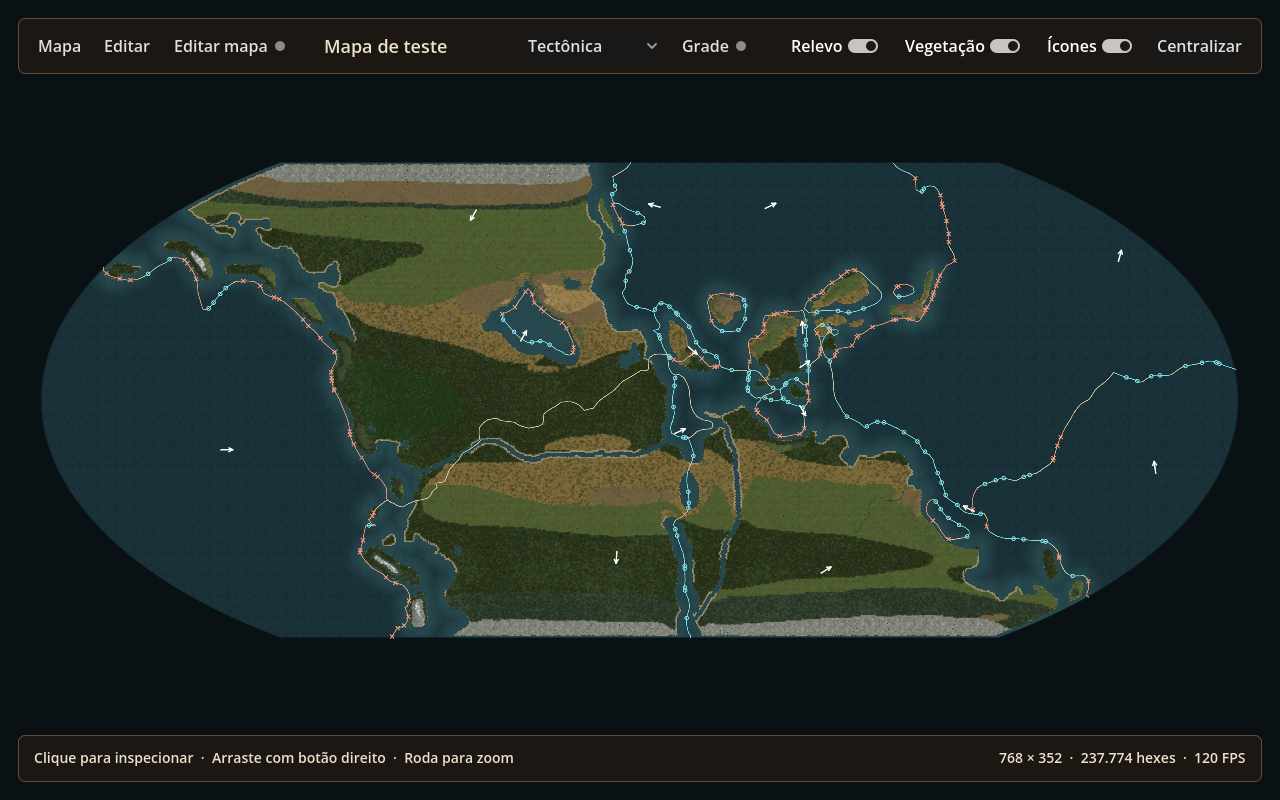 Mapa Editar Editar mapa Mapa de teste Tectônica Grade Relevo Vegetação Ícones Centralizar
Clique para inspecionar · Arraste com botão direito · Roda para zoom 768 × 352 · 237.774 hexes · 120 FPS